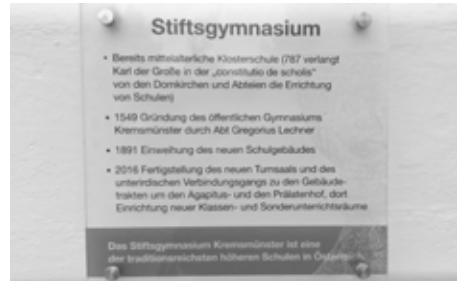 Stiftsgymnasium
• Bereits mittelalterliche Klosterschule (787 verlangt
Karl der Große in der „constitutio de scholis“
von den Domkirchen und Abteien die Errichtung
von Schulen)
• 1549 Gründung des öffentlichen Gymnasiums
Kremsmünster durch Abt Gregorius Lechner
• 1891 Einweihung des neuen Schulgebäudes
• 2016 Fertigstellung des neuen Turnsaals und des
unterirdischen Verbindungsgangs zu den Gebäude-
trakten um den Agapitus- und den Prälatenhof, dort
Einrichtung neuer Klassen- und Sonderunterrichtsräume
Das Stiftsgymnasium Kremsmünster ist eine
der traditionsreichsten höheren Schulen in